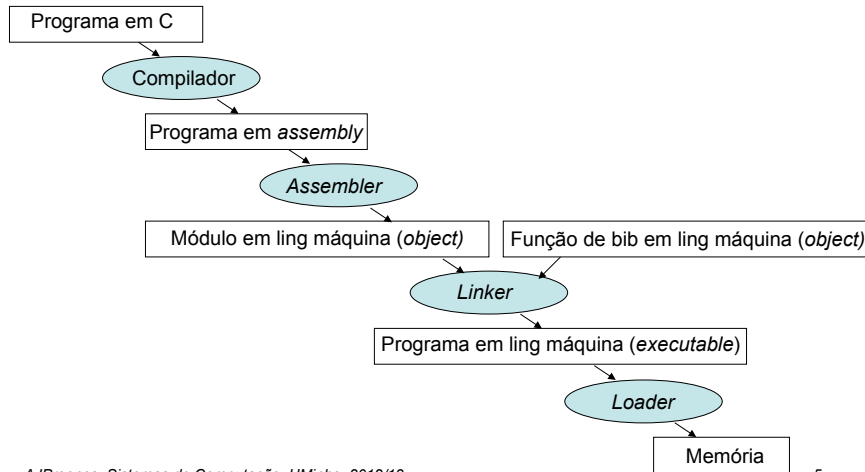 Programa em C
Compilador
Programa em assembly
Assembler
Módulo em ling máquina (object)
Função de bib em ling máquina (object)
Linker
Programa em ling máquina (executable)
Loader
Memória